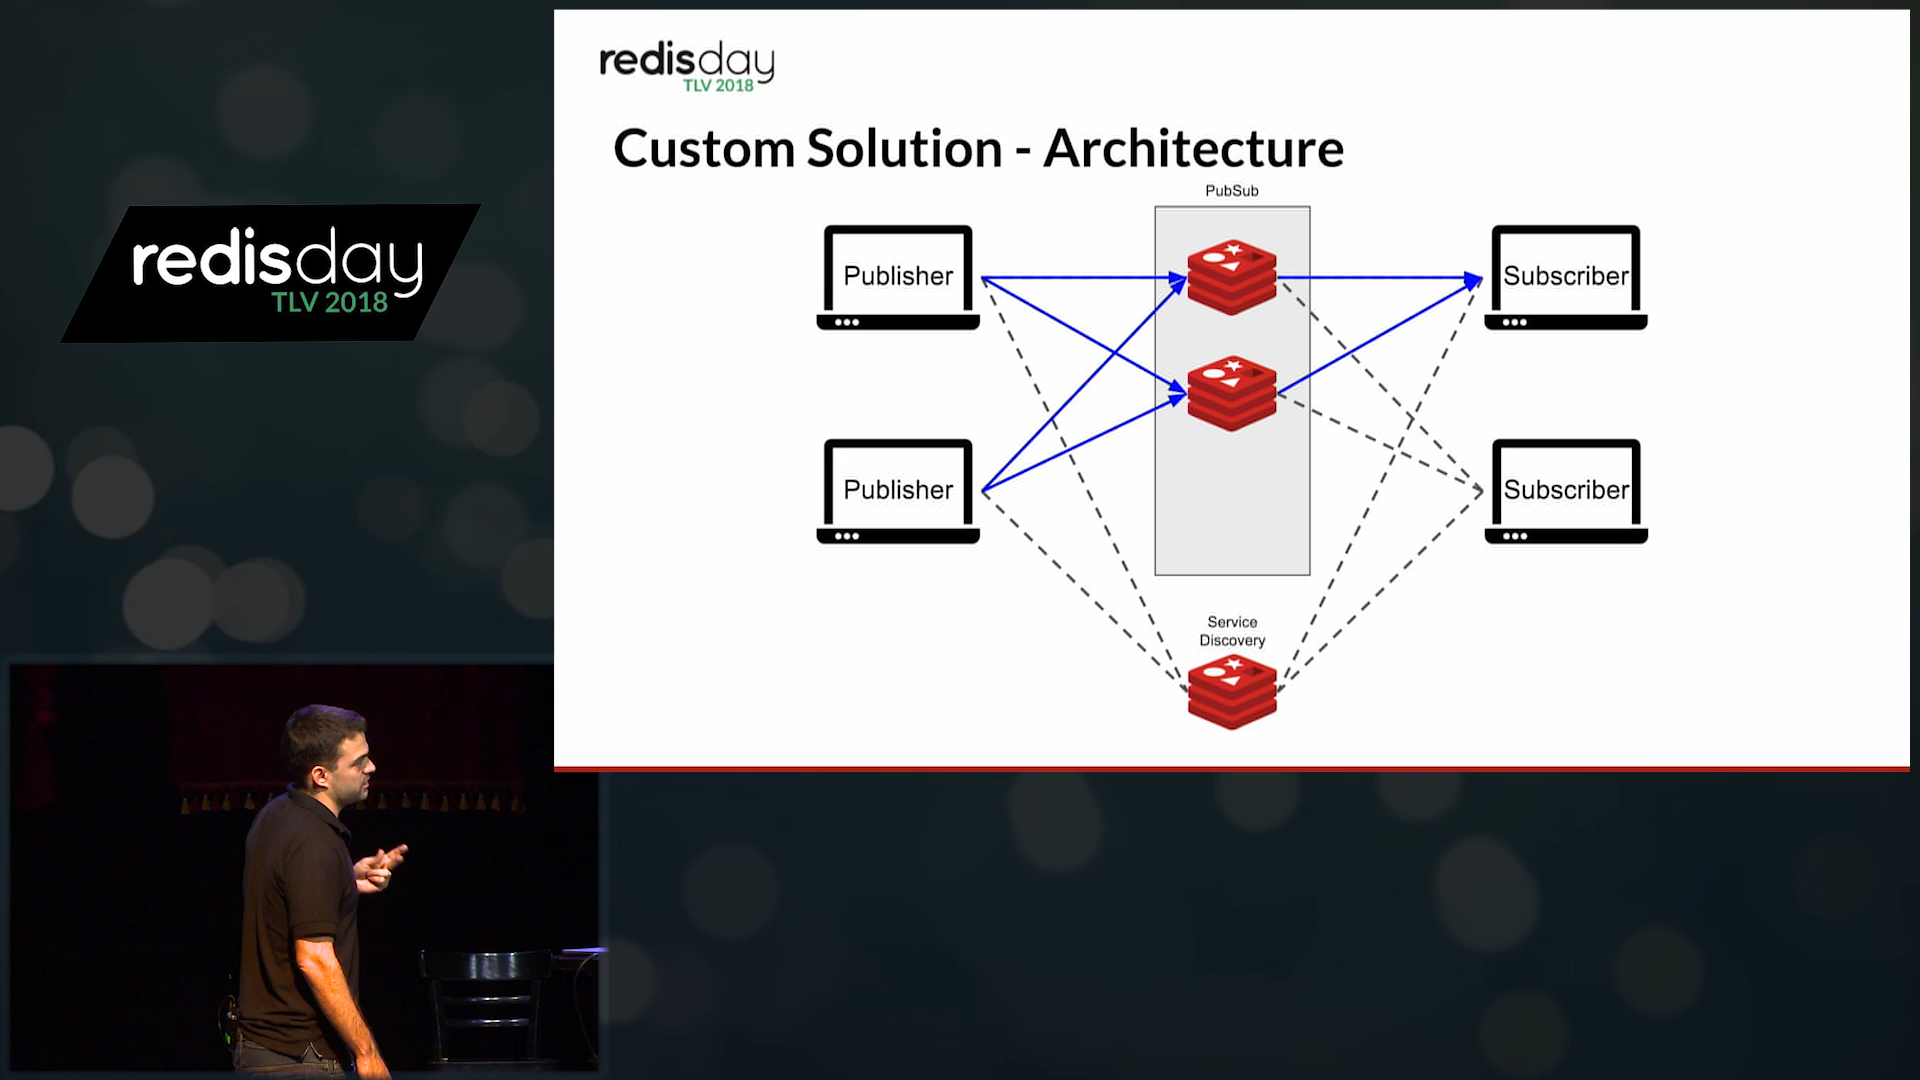 redisday
TLV 2018
redisday
TLV 2018
Custom Solution - Architecture
PubSub
Publisher
Subscriber
Publisher
Subscriber
Service
Discovery